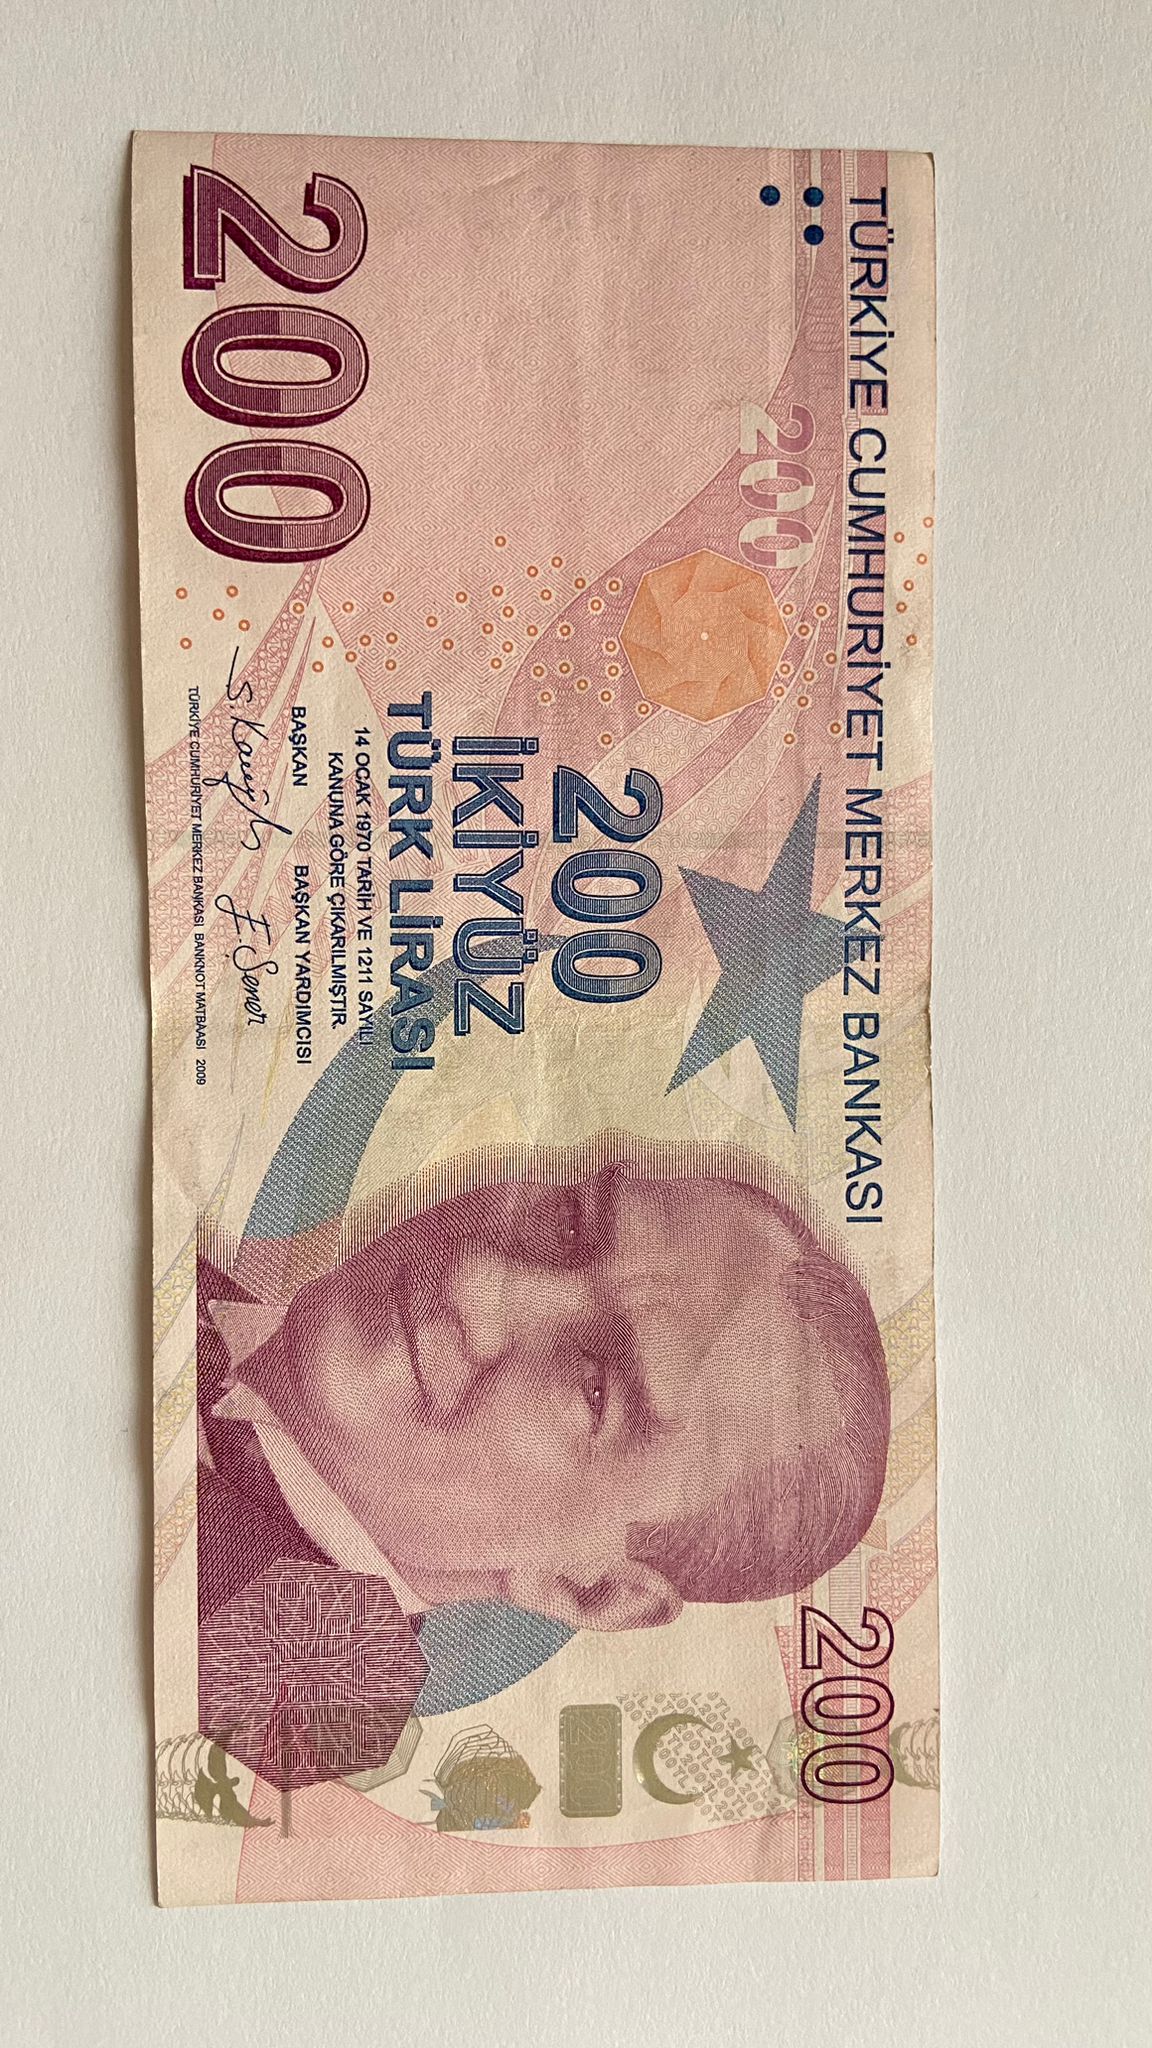 TÜRKİYE CUMHURİYET MERKEZ BANKASI
200
200
200
İKİYÜZ
TÜRK LİRASI
14 OCAK 1970 TARİH VE 1211 SAYILI
KANUNA GÖRE ÇIKARILMIŞTIR.
BAŞKAN BAŞKAN YARDIMCISI
E. Sener
200
TÜRKİYE CUMHURİYET MERKEZ BANKASI BANKNOT MATBAASI 2009
200